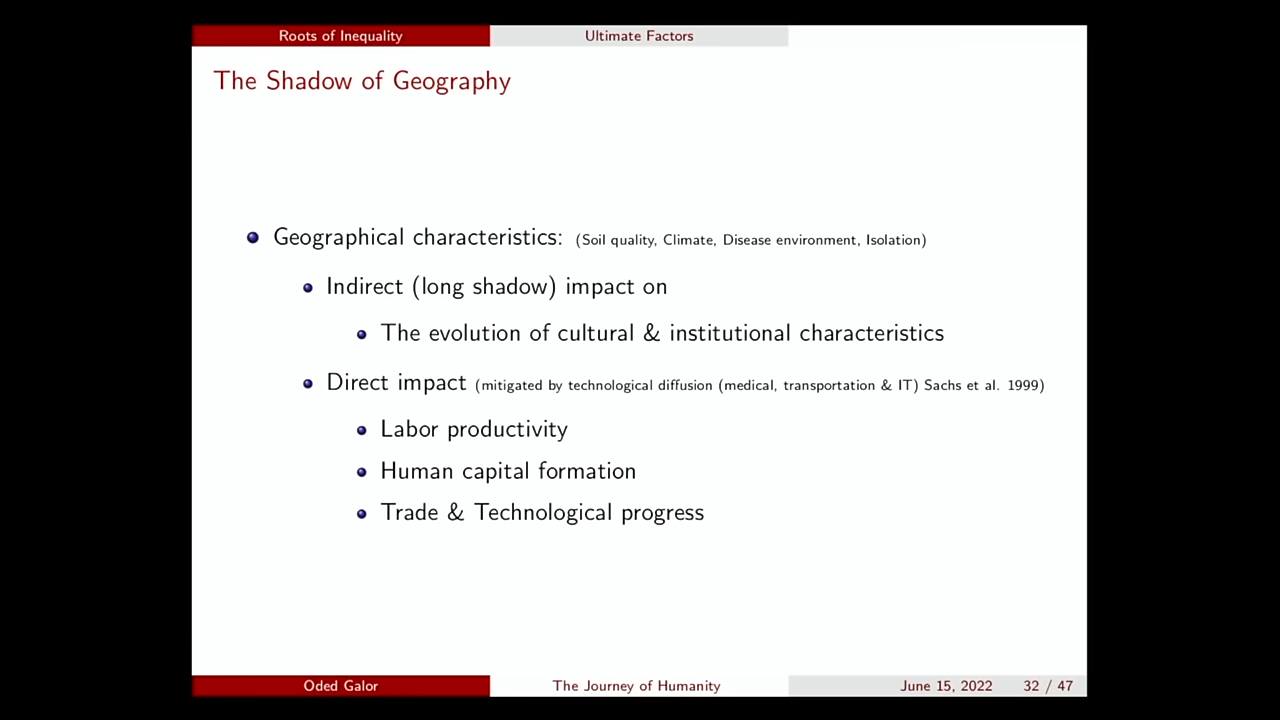 Roots of Inequality
Ultimate Factors
The Shadow of Geography
Geographical characteristics: (Soil quality, Climate, Disease environment, Isolation)
Indirect (long shadow) impact on
The evolution of cultural & institutional characteristics
Direct impact (mitigated by technological diffusion (medical, transportation & IT) Sachs et al. 1999)
Labor productivity
Human capital formation
Trade & Technological progress
Oded Galor
The Journey of Humanity
June 15, 2022
32 / 47